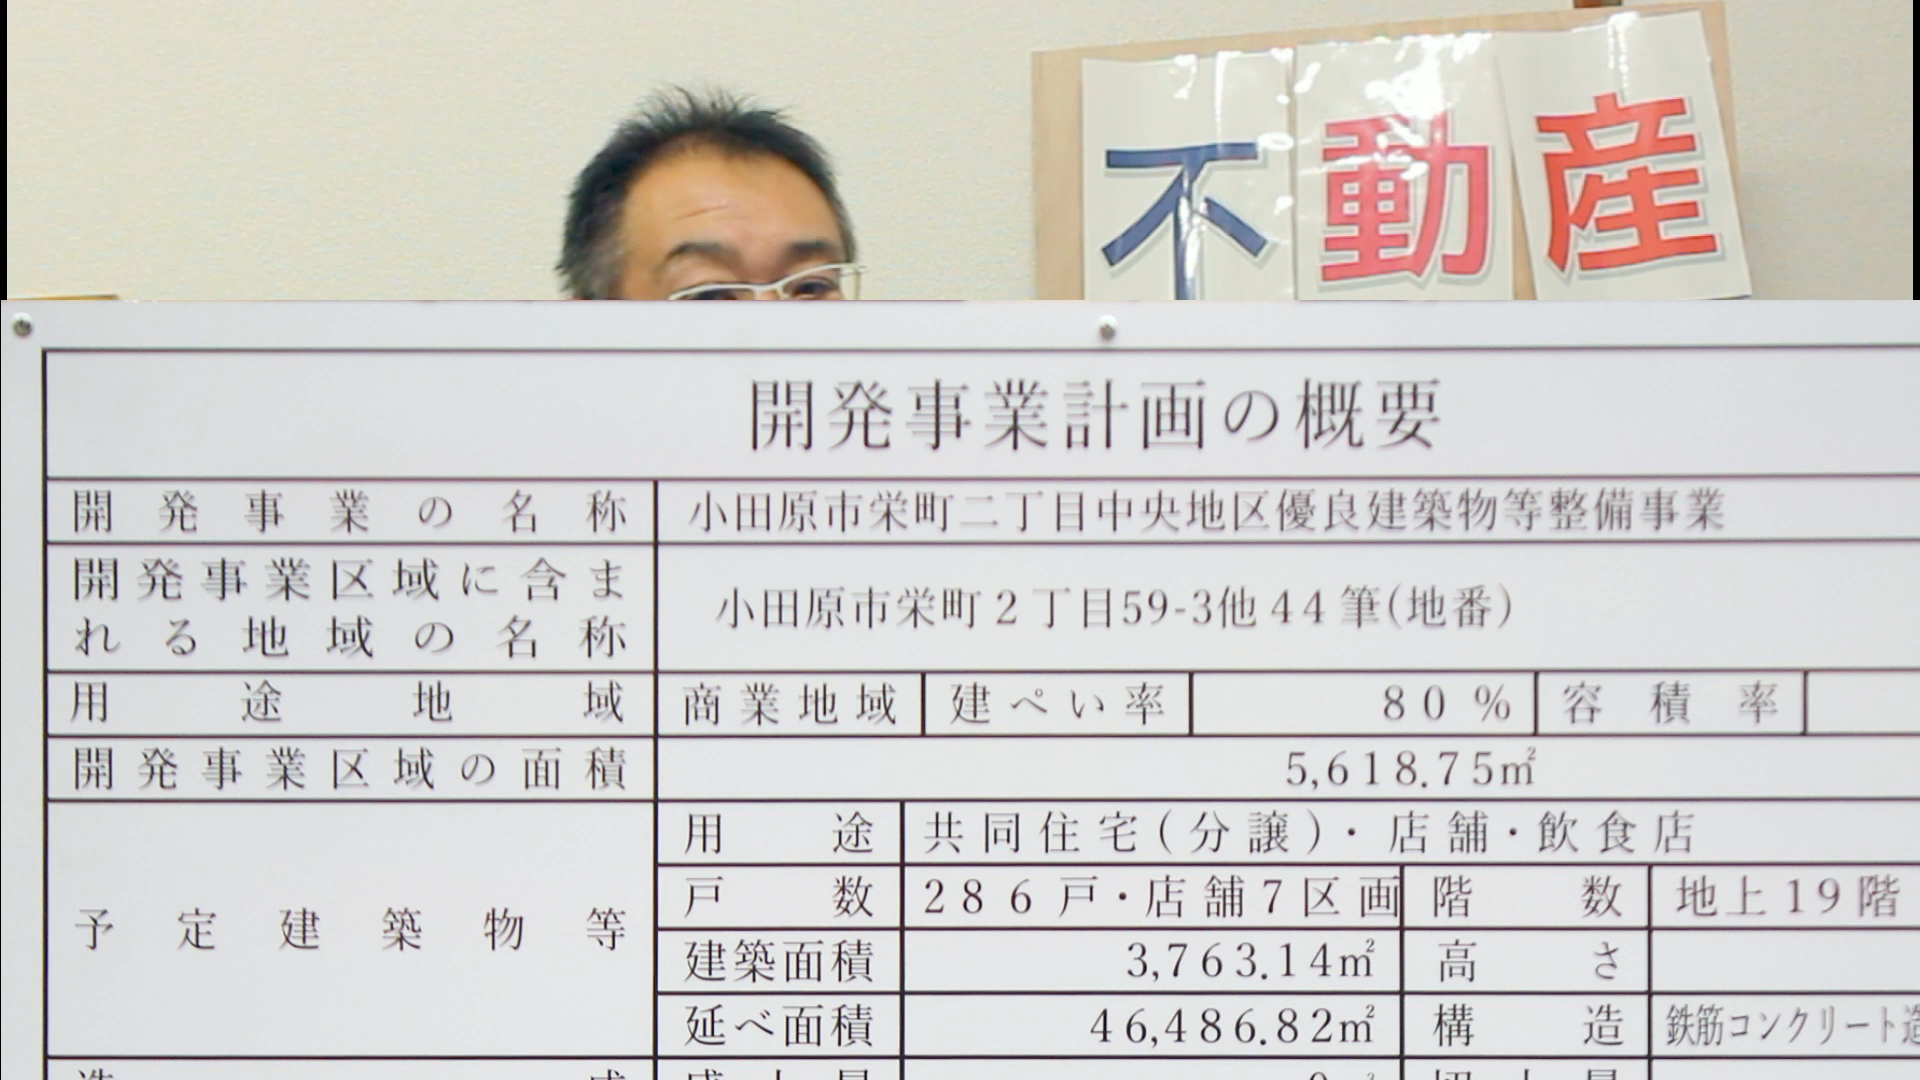 不動産
開発事業計画の概要
開発事業の名称 小田原市栄町二丁目中央地区優良建築物等整備事業
開発事業区域に含まれる地域の名称 小田原市栄町2丁目59-3他44筆(地番)
用途地域 商業地域 建ぺい率 80% 容積率
開発事業区域の面積 5,618.75㎡
予定建築物等
用途 共同住宅(分譲)・店舗・飲食店
戸数 286戸・店舗7区画 階数 地上19階
建築面積 3,763.14㎡ 高さ
延べ面積 46,486.82㎡ 構造 鉄筋コンクリート造